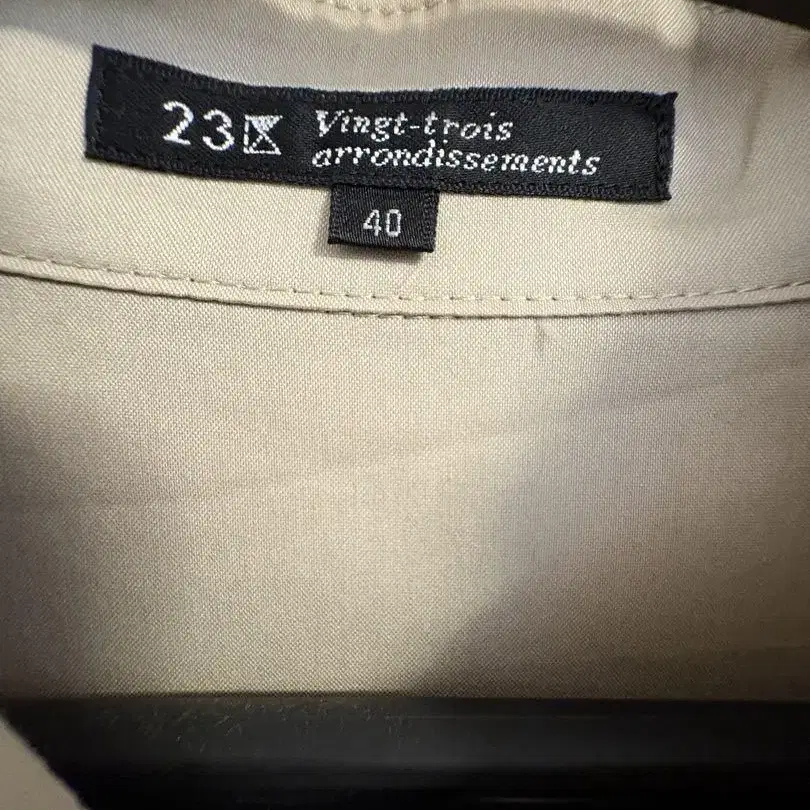 23区 Vingt-trois
arrondissements
40